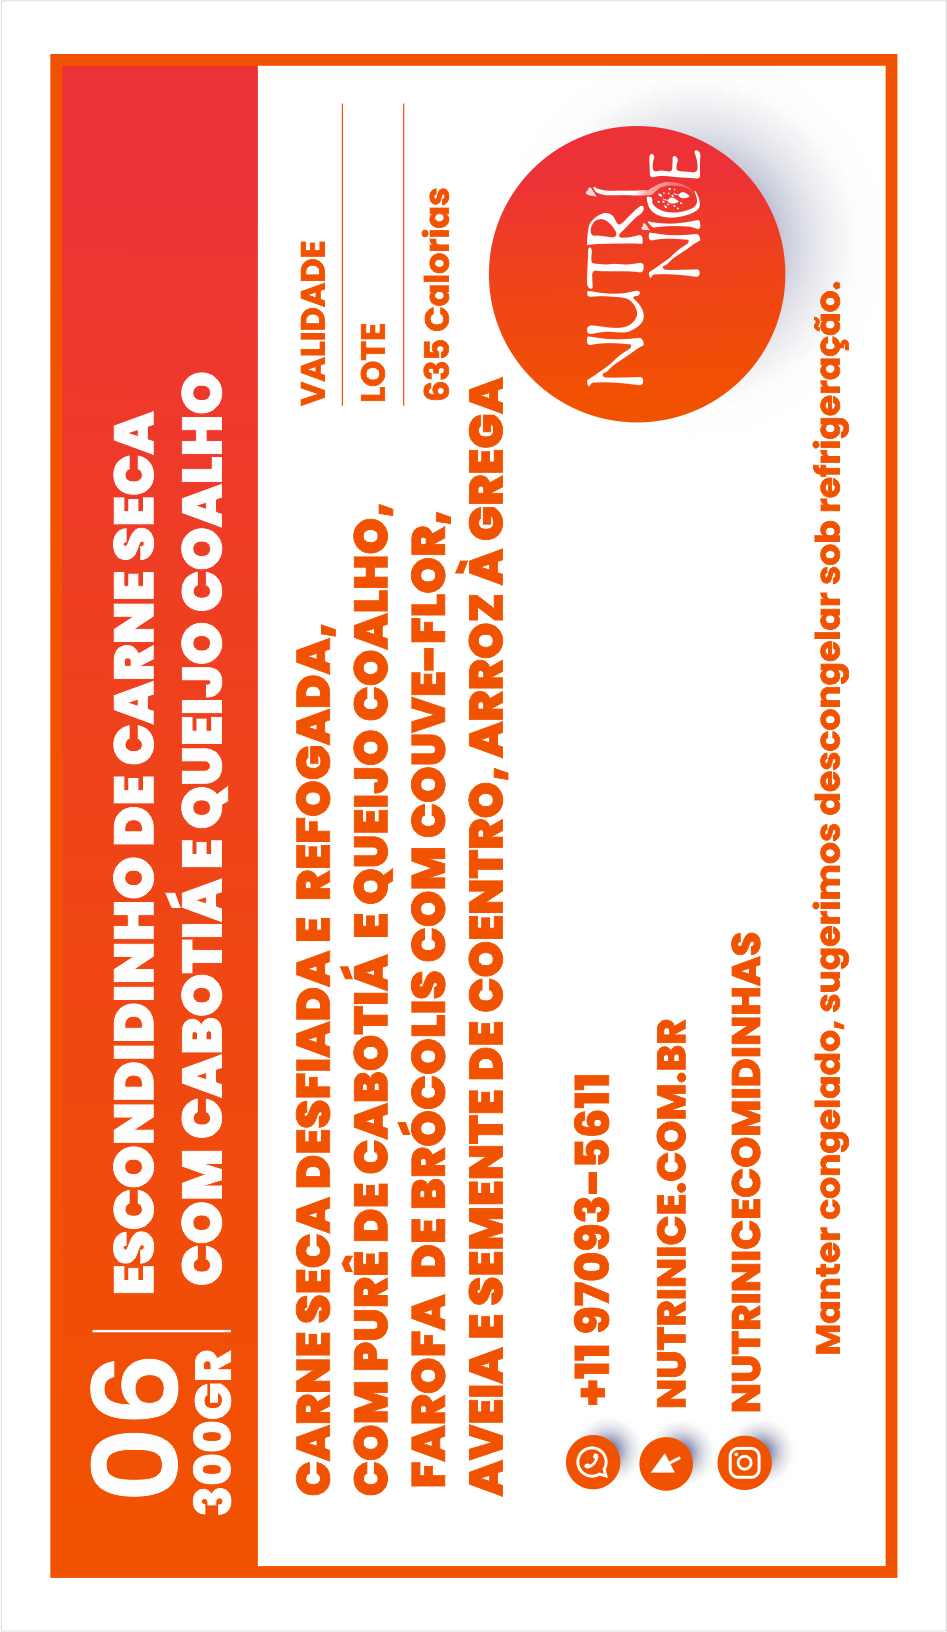 06
300GR
ESCONDIDINHO DE CARNE SECA
COM CABOTIÁ E QUEIJO COALHO
CARNE SECA DESFIADA E REFOGADA,
COM PURÊ DE CABOTIÁ E QUEIJO COALHO,
FAROFA DE BRÓCOLIS COM COUVE-FLOR,
AVEIA E SEMENTE DE COENTRO, ARROZ À GREGA
VALIDADE
LOTE
635 Calorias
+11 97093-5611
NUTRINICE.COM.BR
NUTRINICECOMIDINHAS
NUTRÍ
NICE
Manter congelado, sugerimos descongelar sob refrigeração.